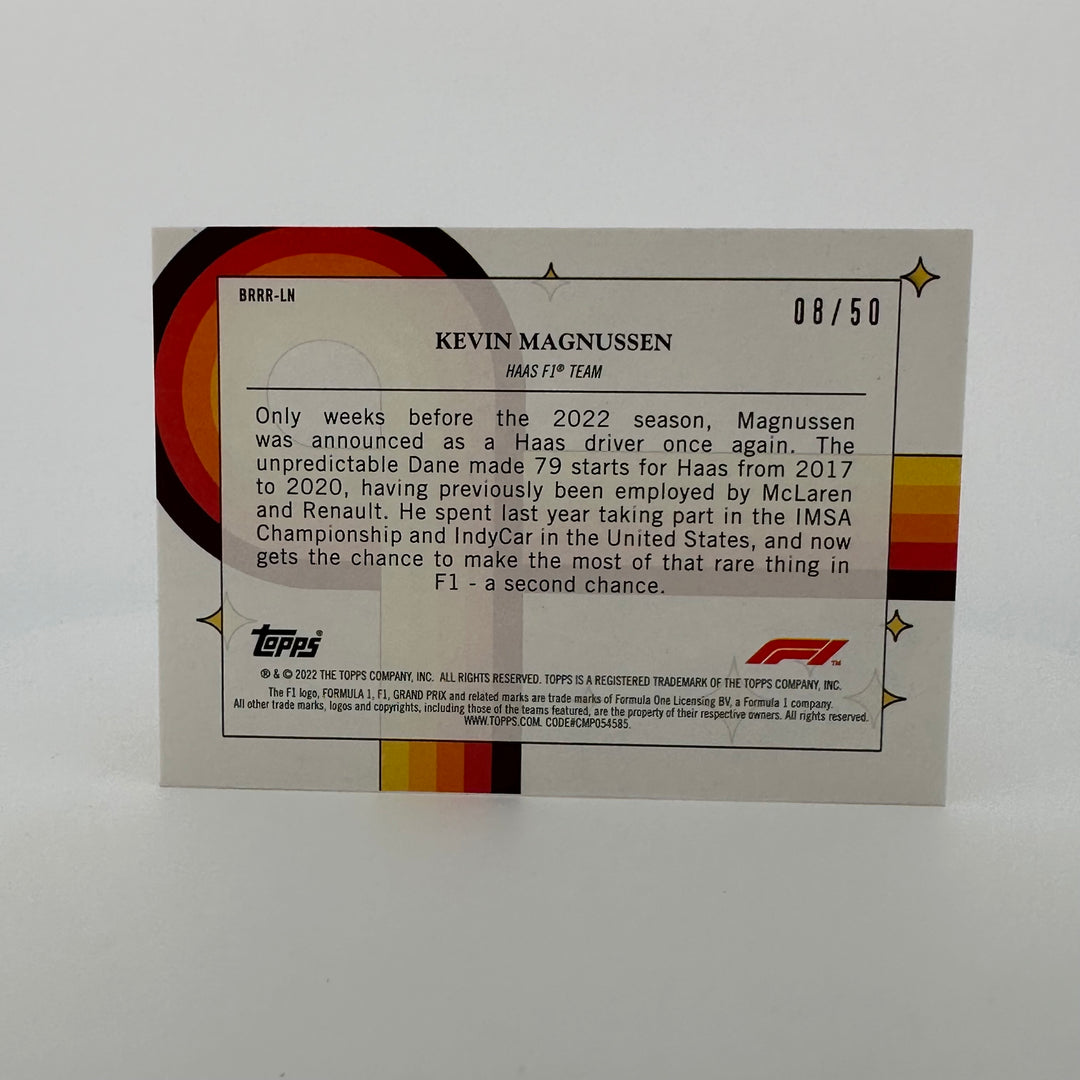 BRRR-LN
08/50
KEVIN MAGNUSSEN
HAAS F1® TEAM
Only weeks before the 2022 season, Magnussen
was announced as a Haas driver once again. The
unpredictable Dane made 79 starts for Haas from 2017
to 2020, having previously been employed by McLaren
and Renault. He spent last year taking part in the IMSA
Championship and IndyCar in the United States, and now
gets the chance to make the most of that rare thing in
F1 - a second chance.
topps®
F1™
® & © 2022 THE TOPPS COMPANY, INC. ALL RIGHTS RESERVED. TOPPS IS A REGISTERED TRADEMARK OF THE TOPPS COMPANY, INC.
The F1 logo, FORMULA 1, F1, GRAND PRIX and related marks are trade marks of Formula One Licensing BV, a Formula 1 company.
All other trade marks, logos and copyrights, including those of the teams featured, are the property of their respective owners. All rights reserved.
WWW.TOPPS.COM. CODE#CMP054585.